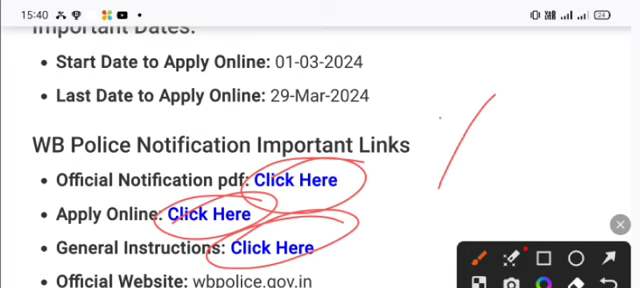 15:40
Important Dates:
• Start Date to Apply Online: 01-03-2024
• Last Date to Apply Online: 29-Mar-2024
WB Police Notification Important Links
• Official Notification pdf: Click Here
• Apply Online: Click Here
• General Instructions: Click Here
• Official Website: wbpolice.gov.in